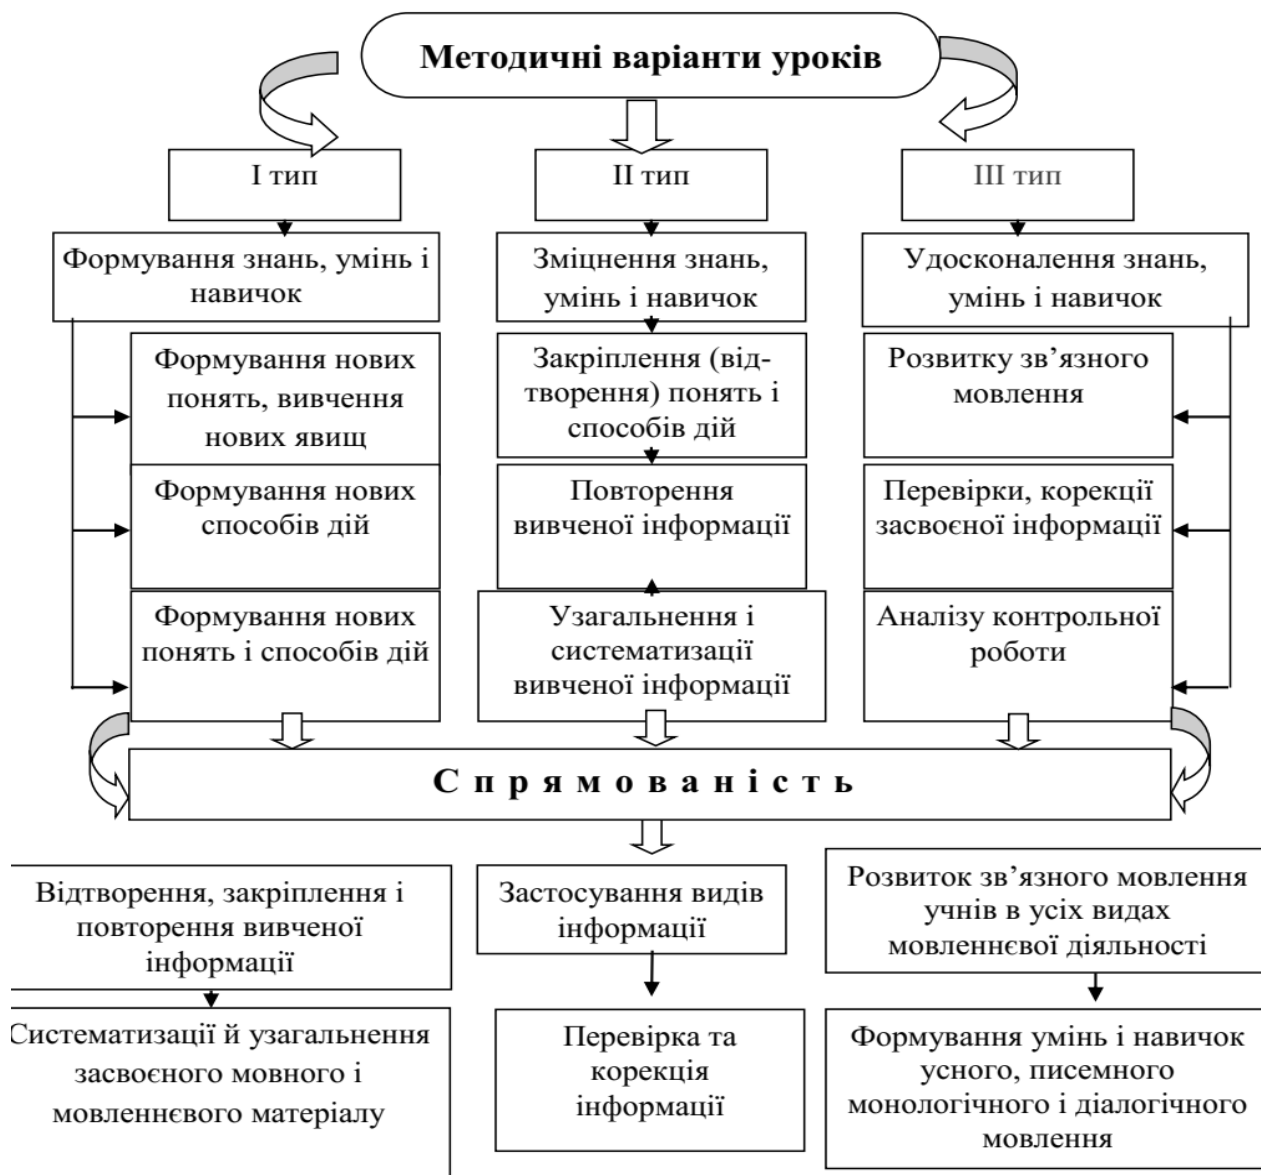 Методичні варіанти уроків
І тип
ІІ тип
ІІІ тип
Формування знань, умінь і
навичок
Зміцнення знань,
умінь і навичок
Удосконалення знань,
умінь і навичок
Формування нових
понять, вивчення
нових явищ
Закріплення (від-
творення) понять і
способів дій
Розвитку зв’язного
мовлення
Формування нових
способів дій
Повторення
вивченої інформації
Перевірки, корекції
засвоєної інформації
Формування нових
понять і способів дій
Узагальнення і
систематизації
вивченої інформації
Аналізу контрольної
роботи
С п р я м о в а н і с т ь
Відтворення, закріплення і
повторення вивченої
інформації
Застосування видів
інформації
Розвиток зв’язного мовлення
учнів в усіх видах
мовленнєвої діяльності
Систематизації й узагальнення
засвоєного мовного і
мовленнєвого матеріалу
Перевірка та
корекція
інформації
Формування умінь і навичок
усного, писемного
монологічного і діалогічного
мовлення